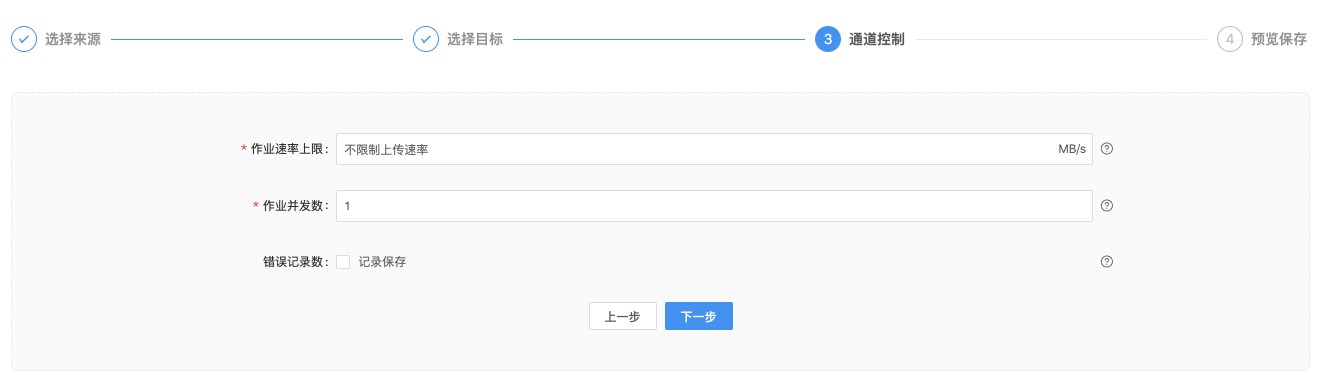 选择来源 选择目标 3 通道控制 4 预览保存
* 作业速率上限: 不限制上传速率 MB/s ?
* 作业并发数: 1 ?
错误记录数: 记录保存 ?
上一步 下一步